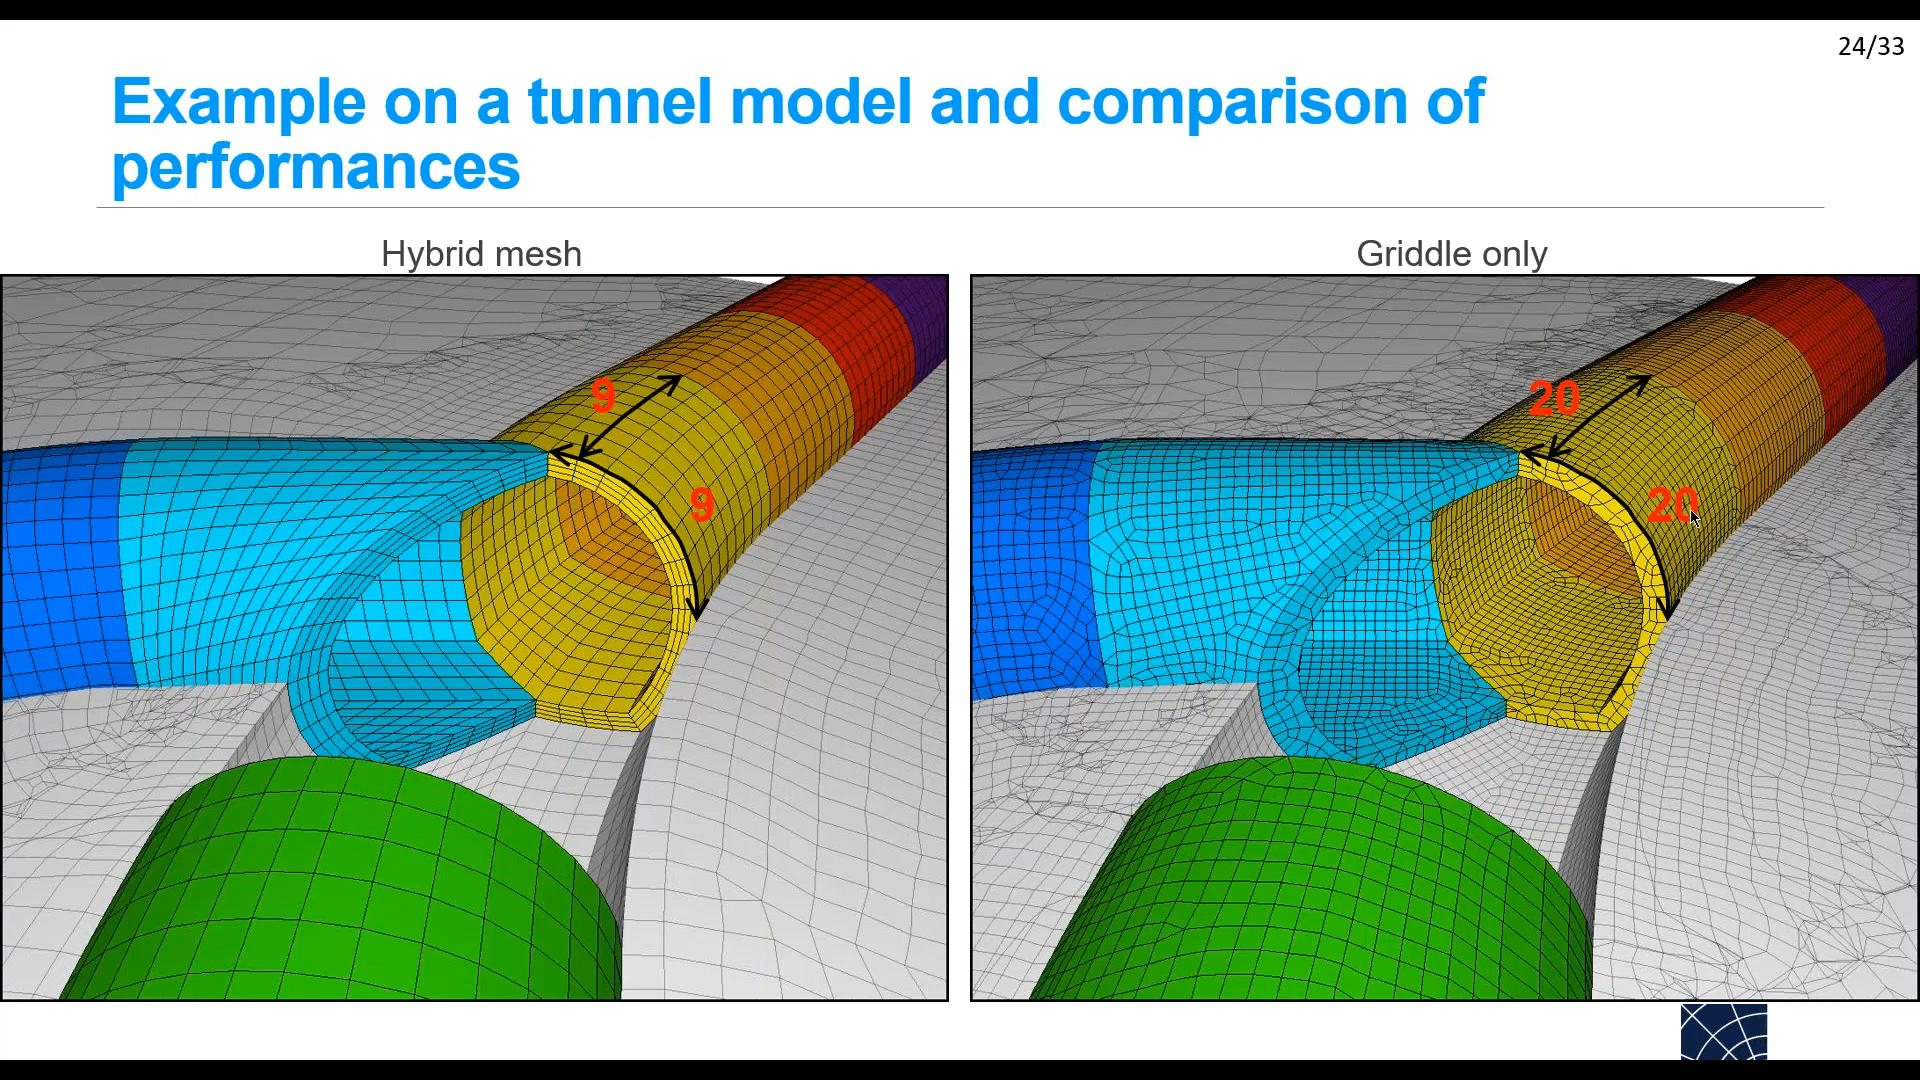 24/33
Example on a tunnel model and comparison of
performances
Hybrid mesh
Griddle only
9
9
20
20